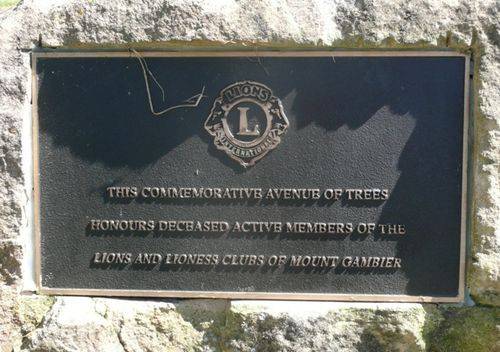 LIONS
L
INTERNATIONAL
THIS COMMEMORATIVE AVENUE OF TREES
HONOURS DECEASED ACTIVE MEMBERS OF THE
LIONS AND LIONESS CLUBS OF MOUNT GAMBIER